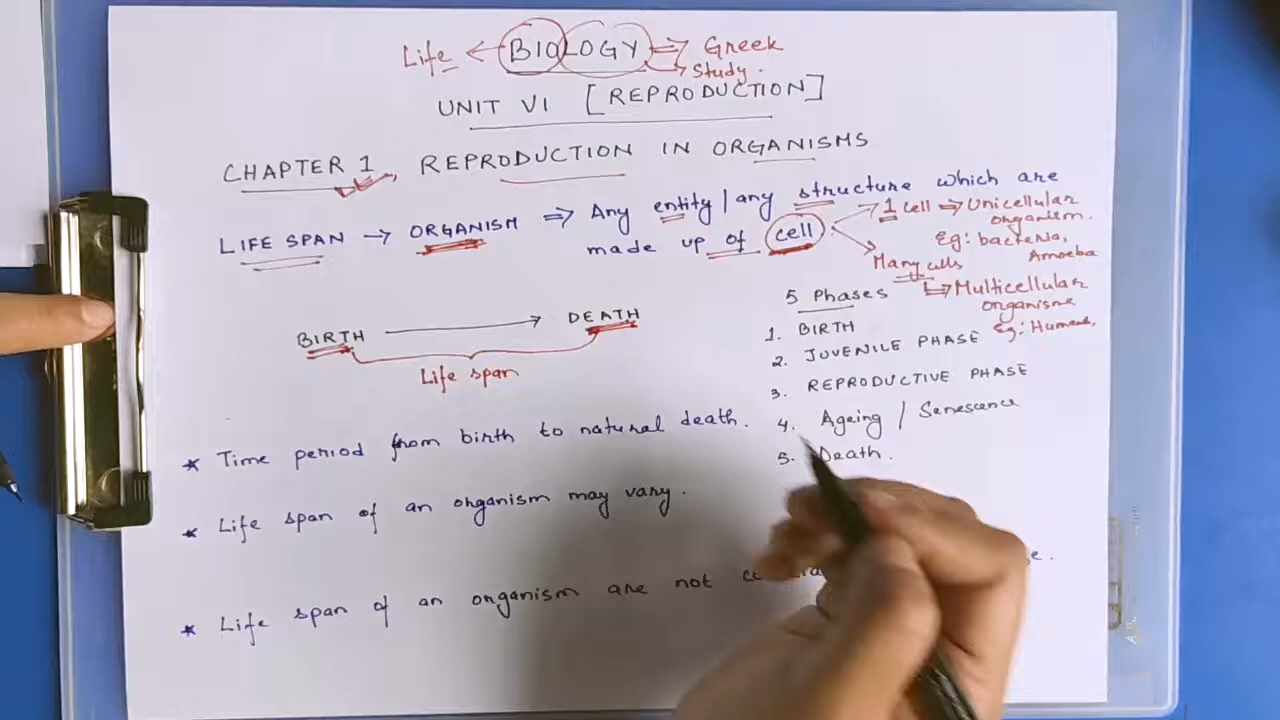 Life ← BIOLOGY ⇒ Greek
→ Study.
UNIT VI [REPRODUCTION]
CHAPTER 1, REPRODUCTION IN ORGANISMS
LIFE SPAN → ORGANISM ⇒ Any entity / any structure which are
made up of cell
1 cell ⇒ Unicellular
organism.
Eg: bacteria,
Amoeba
Many cells
⇒ Multicellular
organisms
Eg: Humans,
BIRTH → DEATH
Life span
5 Phases
1. BIRTH
2. JUVENILE PHASE
3. REPRODUCTIVE PHASE
4. Ageing / Senescence
5. Death.
* Time period from birth to natural death.
* Life span of an organism may vary.
* Life span of an organism are not